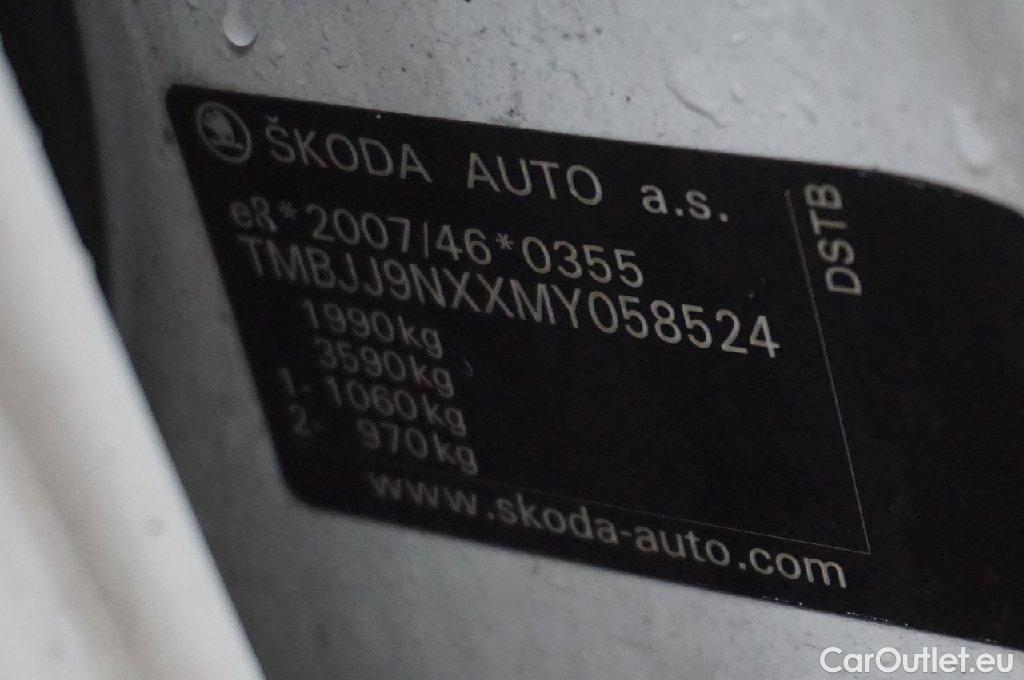 ŠKODA AUTO a.s.
e8*2007/46*0355
TMBJJ9NXXMY058524
1990kg
3590kg
1- 1060kg
2- 970kg
www.skoda-auto.com
DSTB
CarOutlet.eu